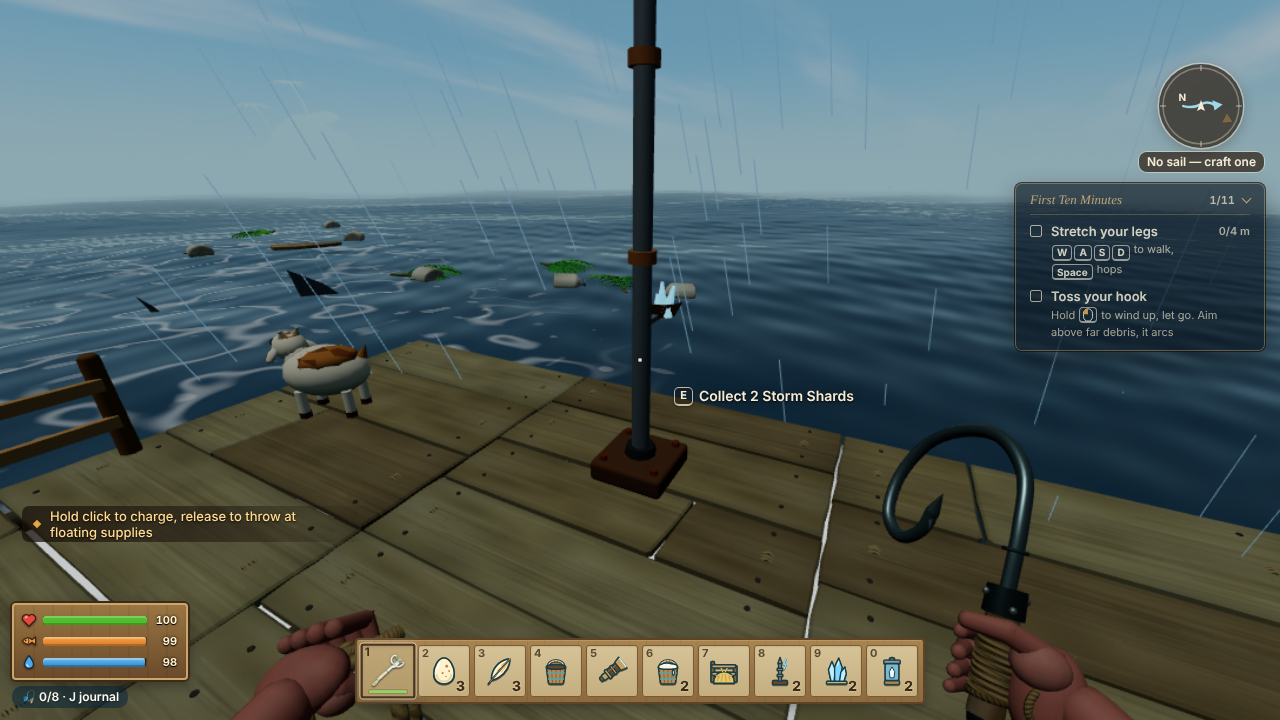 N
No sail — craft one
First Ten Minutes 1/11
Stretch your legs 0/4 m
W A S D to walk,
Space hops
Toss your hook
Hold to wind up, let go. Aim
above far debris, it arcs
E Collect 2 Storm Shards
Hold click to charge, release to throw at
floating supplies
100
99
98
0/8 · J journal
1 2 3 4 5 6 7 8 9 0
3 3 2 2 2 2